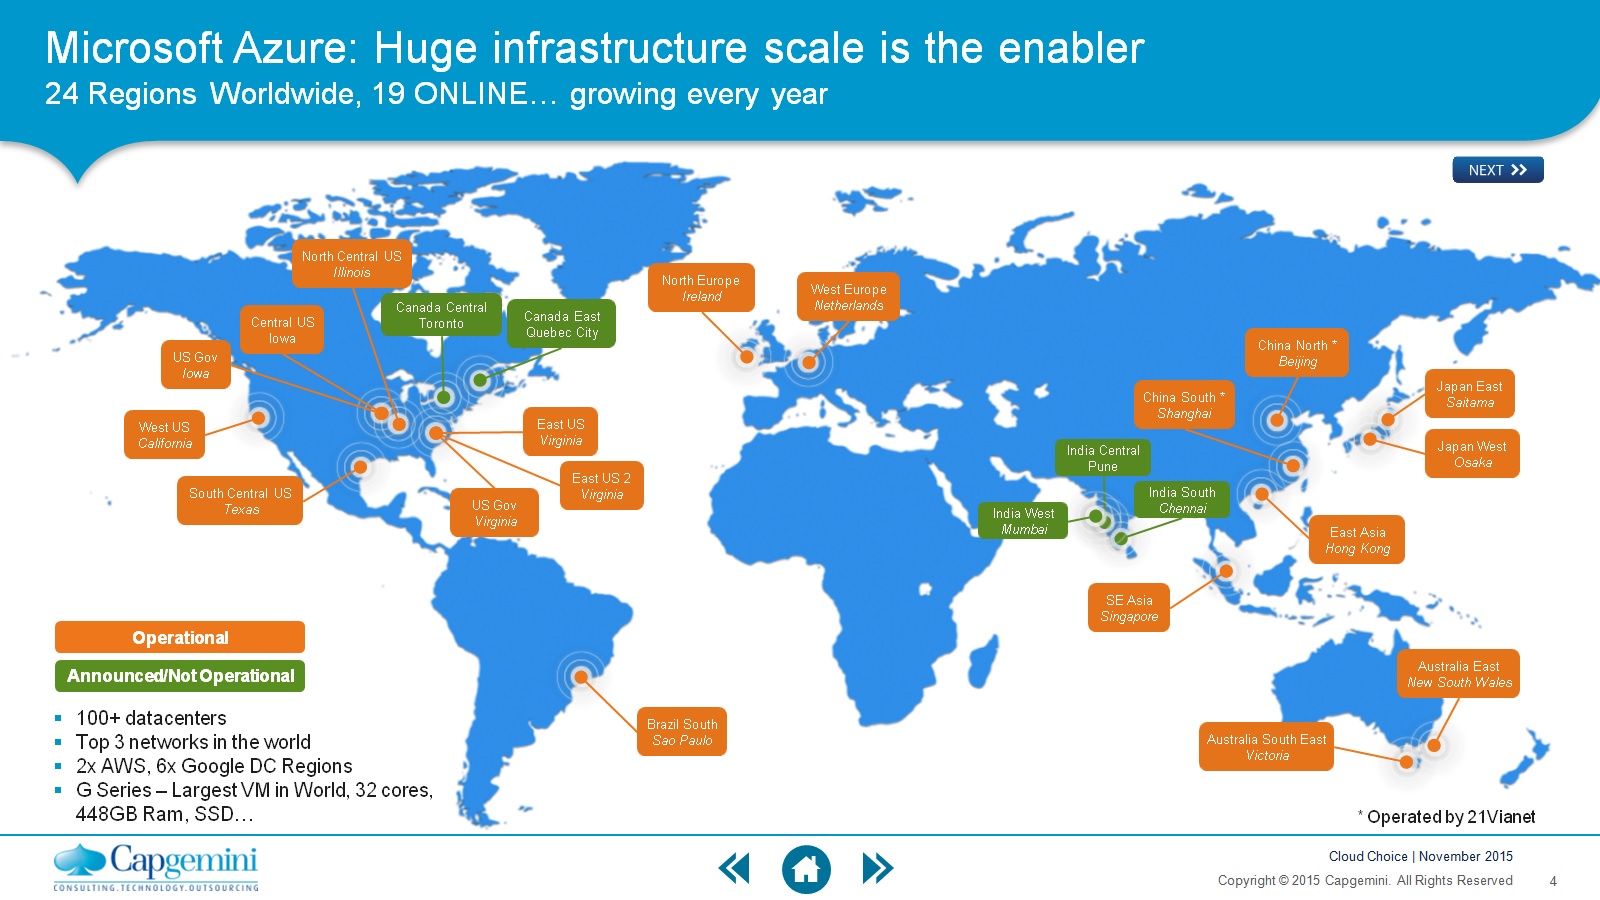 Microsoft Azure: Huge infrastructure scale is the enabler
24 Regions Worldwide, 19 ONLINE… growing every year
NEXT
North Central US
Illinois
Canada Central
Toronto
Canada East
Quebec City
Central US
Iowa
US Gov
Iowa
West US
California
South Central US
Texas
East US
Virginia
East US 2
Virginia
US Gov
Virginia
North Europe
Ireland
West Europe
Netherlands
China North *
Beijing
China South *
Shanghai
Japan East
Saitama
Japan West
Osaka
India Central
Pune
India South
Chennai
India West
Mumbai
East Asia
Hong Kong
SE Asia
Singapore
Brazil South
Sao Paulo
Australia East
New South Wales
Australia South East
Victoria
Operational
Announced/Not Operational
▪ 100+ datacenters
▪ Top 3 networks in the world
▪ 2x AWS, 6x Google DC Regions
▪ G Series – Largest VM in World, 32 cores,
448GB Ram, SSD…
* Operated by 21Vianet
Capgemini
CONSULTING.TECHNOLOGY.OUTSOURCING
Cloud Choice | November 2015
Copyright © 2015 Capgemini. All Rights Reserved
4